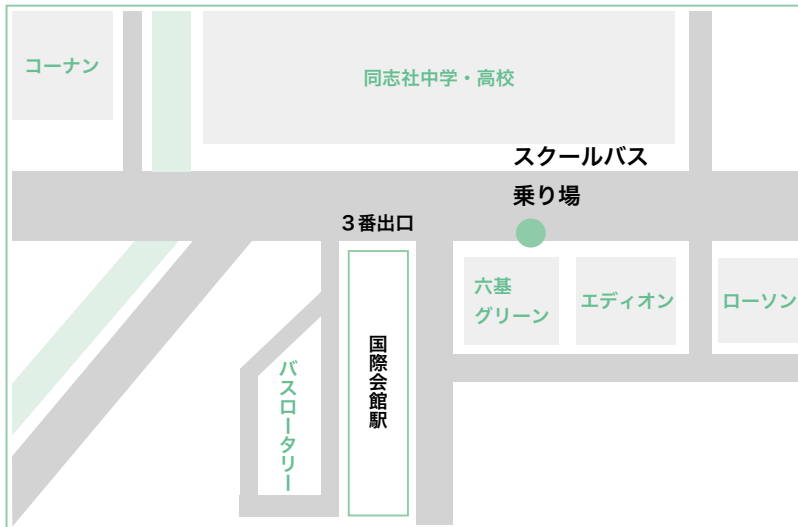 コーナン
同志社中学・高校
スクールバス
乗り場
３番出口
六基
グリーン
エディオン
ローソン
国際会館駅
バスロータリー